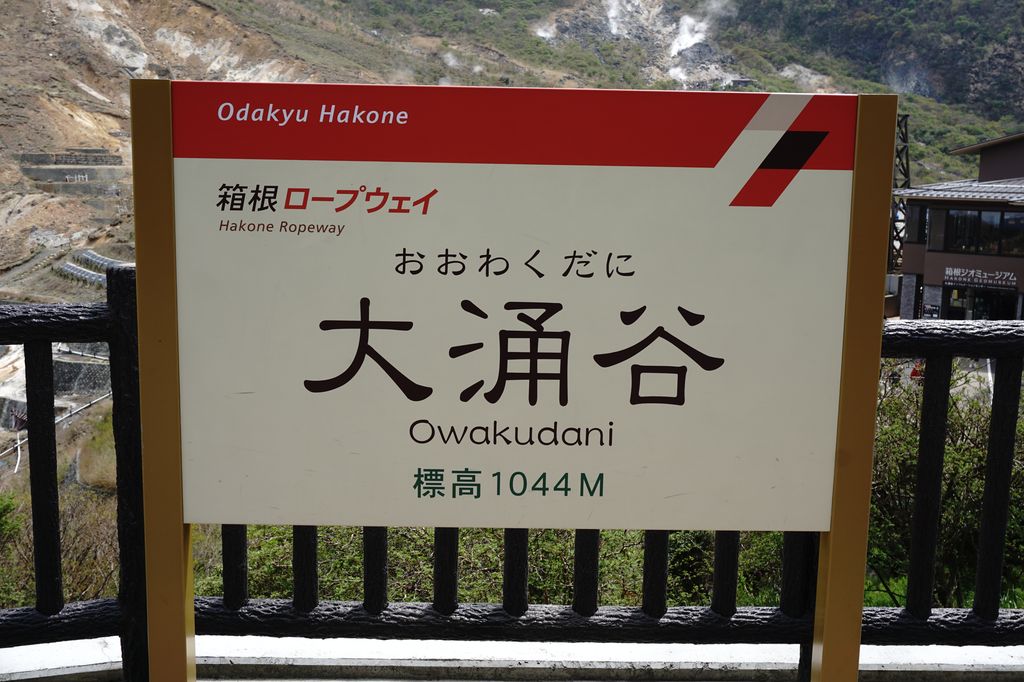 Odakyu Hakone
箱根ロープウェイ
Hakone Ropeway
おおわくだに
大涌谷
Owakudani
標高1044M
箱根ジオミュージアム
HAKONE GEOMUSEUM